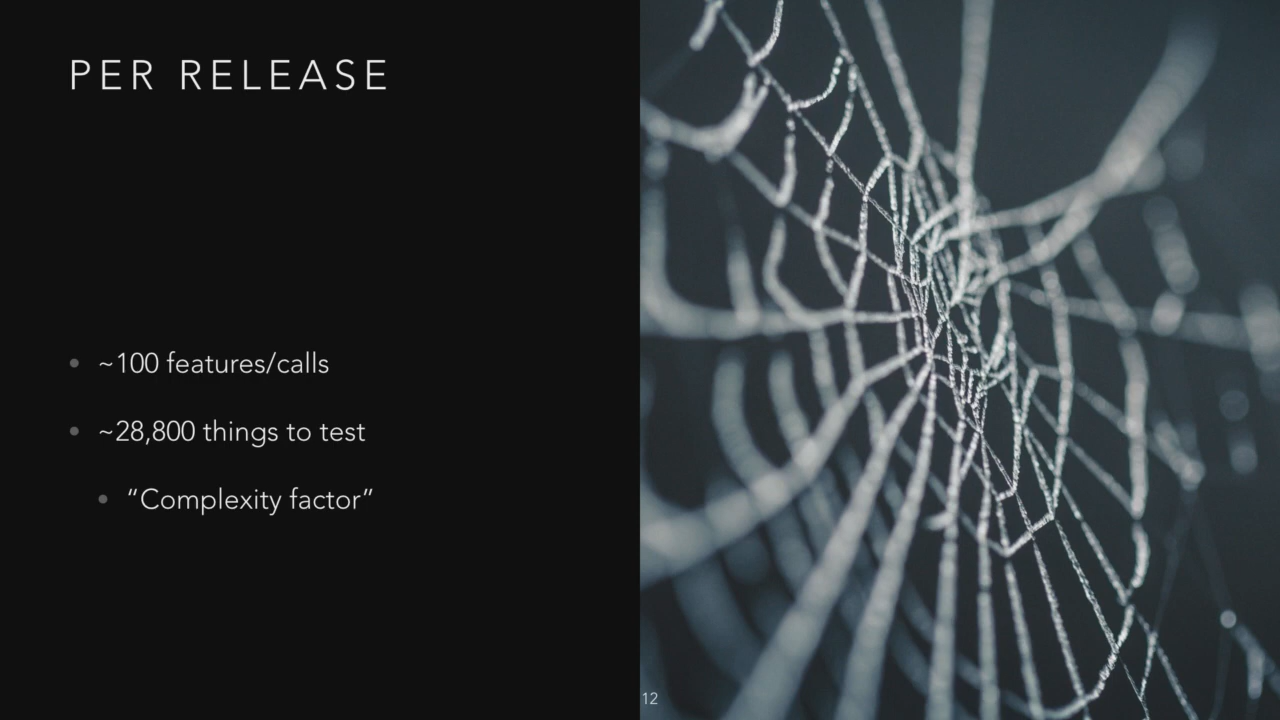 PER RELEASE
• ~100 features/calls
• ~28,800 things to test
• “Complexity factor”
12